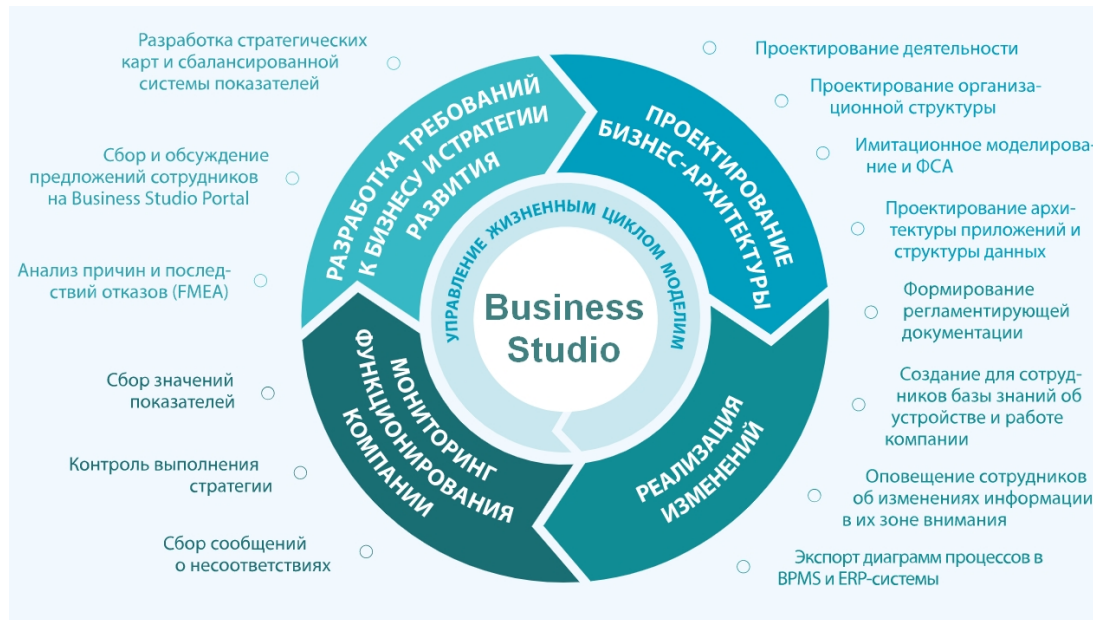 Разработка стратегических
карт и сбалансированной
системы показателей
Сбор и обсуждение
предложений сотрудников
на Business Studio Portal
Анализ причин и послед-
ствий отказов (FMEA)
Сбор значений
показателей
Контроль выполнения
стратегии
Сбор сообщений
о несоответствиях
РАЗРАБОТКА ТРЕБОВАНИЙ
К БИЗНЕСУ И СТРАТЕГИИ
РАЗВИТИЯ
ПРОЕКТИРОВАНИЕ
БИЗНЕС-АРХИТЕКТУРЫ
РЕАЛИЗАЦИЯ
ИЗМЕНЕНИЙ
МОНИТОРИНГ
ФУНКЦИОНИРОВАНИЯ
КОМПАНИИ
УПРАВЛЕНИЕ ЖИЗНЕННЫМ ЦИКЛОМ МОДЕЛИМ
Business
Studio
Проектирование деятельности
Проектирование организа-
ционной структуры
Имитационное моделирова-
ние и ФСА
Проектирование архи-
тектуры приложений и
структуры данных
Формирование
регламентирующей
документации
Создание для сотруд-
ников базы знаний об
устройстве и работе
компании
Оповещение сотрудников
об изменениях информации
в их зоне внимания
Экспорт диаграмм процессов в
BPMS и ERP-системы